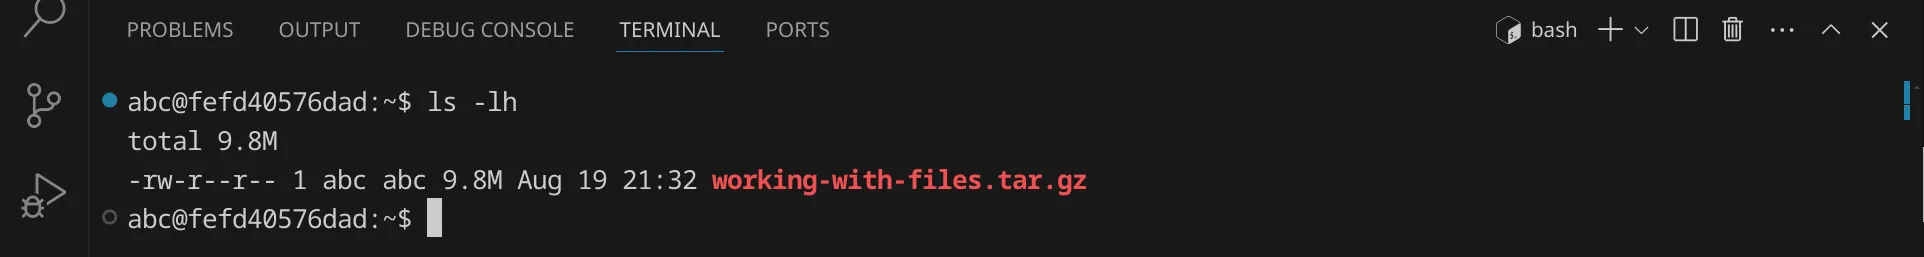 PROBLEMS OUTPUT DEBUG CONSOLE TERMINAL PORTS bash
abc@fefd40576dad:~$ ls -lh
total 9.8M
-rw-r--r-- 1 abc abc 9.8M Aug 19 21:32 working-with-files.tar.gz
abc@fefd40576dad:~$